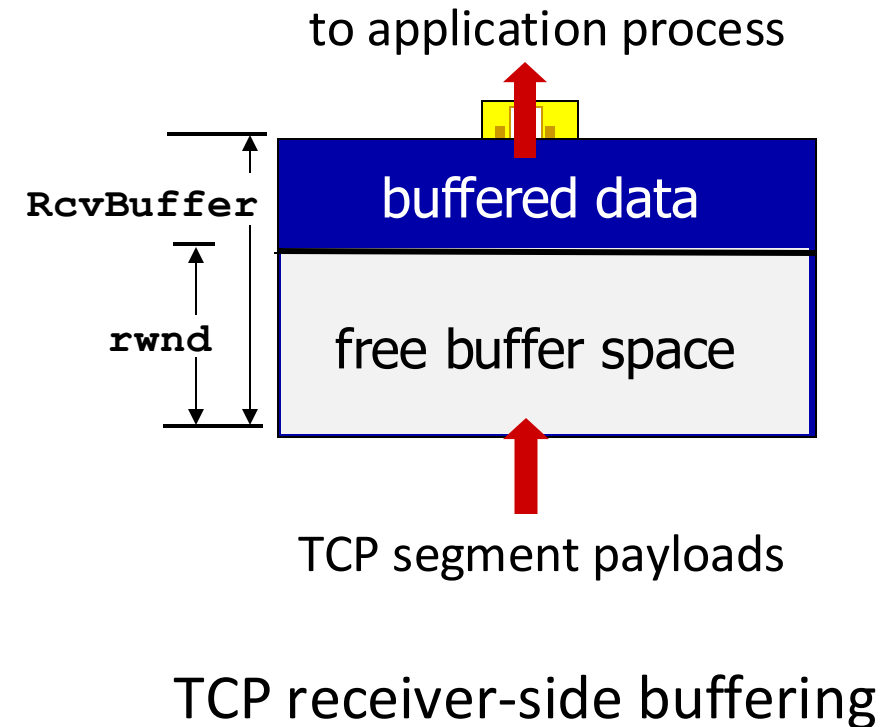 to application process
RcvBuffer
buffered data
rwnd
free buffer space
TCP segment payloads
TCP receiver-side buffering